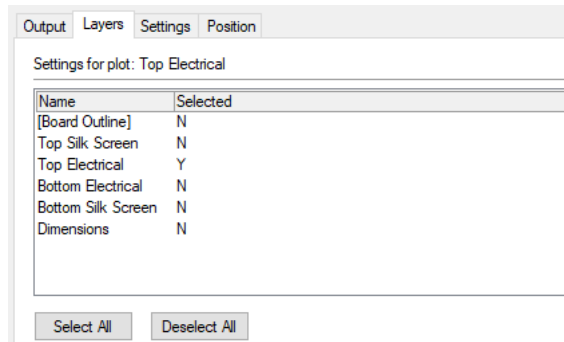 Output Layers Settings Position
Settings for plot: Top Electrical
Name Selected
[Board Outline] N
Top Silk Screen N
Top Electrical Y
Bottom Electrical N
Bottom Silk Screen N
Dimensions N
Select All Deselect All